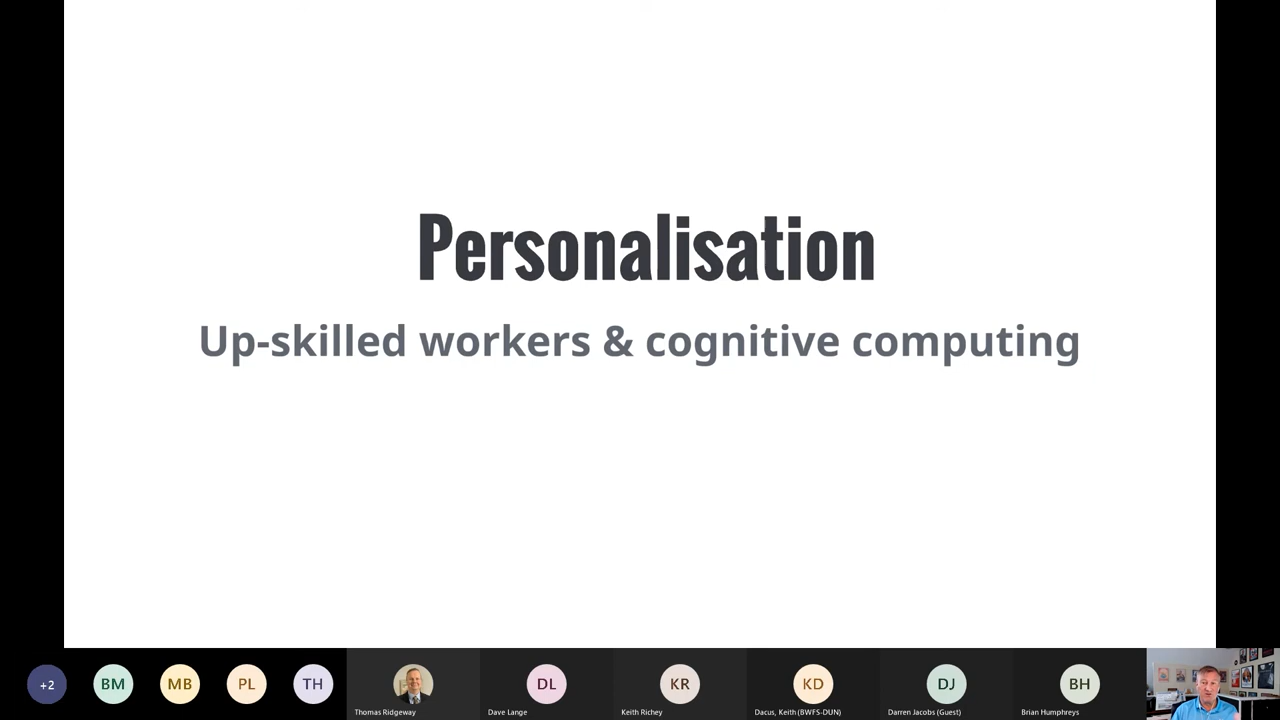 Personalisation
Up-skilled workers & cognitive computing
+2
BM
MB
PL
TH
Thomas Ridgeway
DL
Dave Lange
KR
Keith Richey
KD
Dacus, Keith (BWFS-DUN)
DJ
Darren Jacobs (Guest)
BH
Brian Humphreys